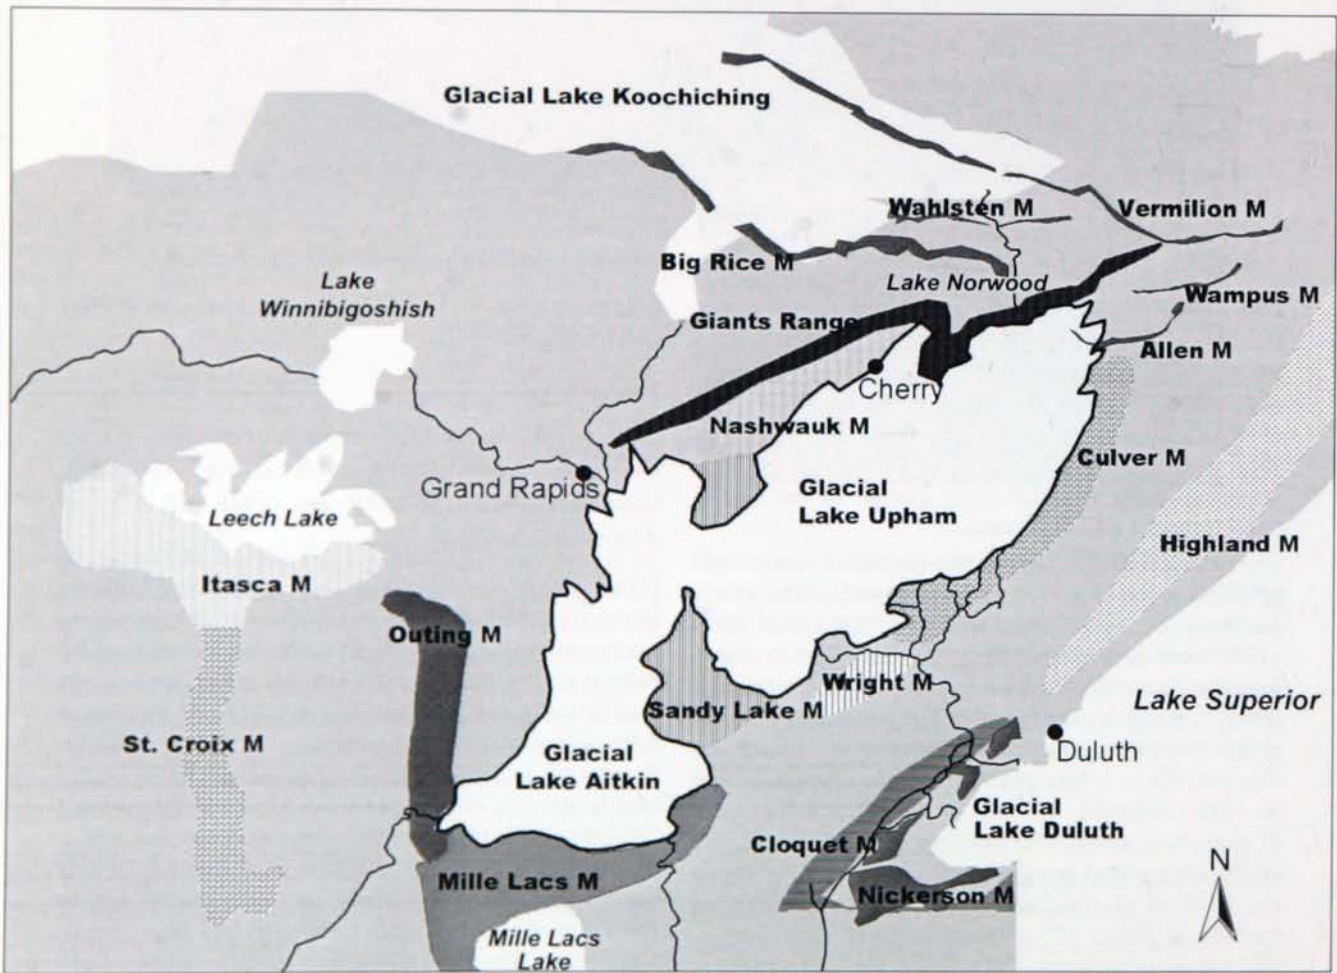 Glacial Lake Koochiching
Wahlsten M
Vermilion M
Big Rice M
Lake
Winnibigoshish
Lake Norwood
Wampus M
Giants Range
Allen M
Cherry
Nashwauk M
Culver M
Grand Rapids
Glacial
Lake Upham
Leech Lake
Highland M
Itasca M
Outing M
Wright M
Sandy Lake M
Lake Superior
St. Croix M
Duluth
Glacial
Lake Aitkin
Glacial
Lake Duluth
Cloquet M
Mille Lacs M
Nickerson M
N
Mille Lacs
Lake